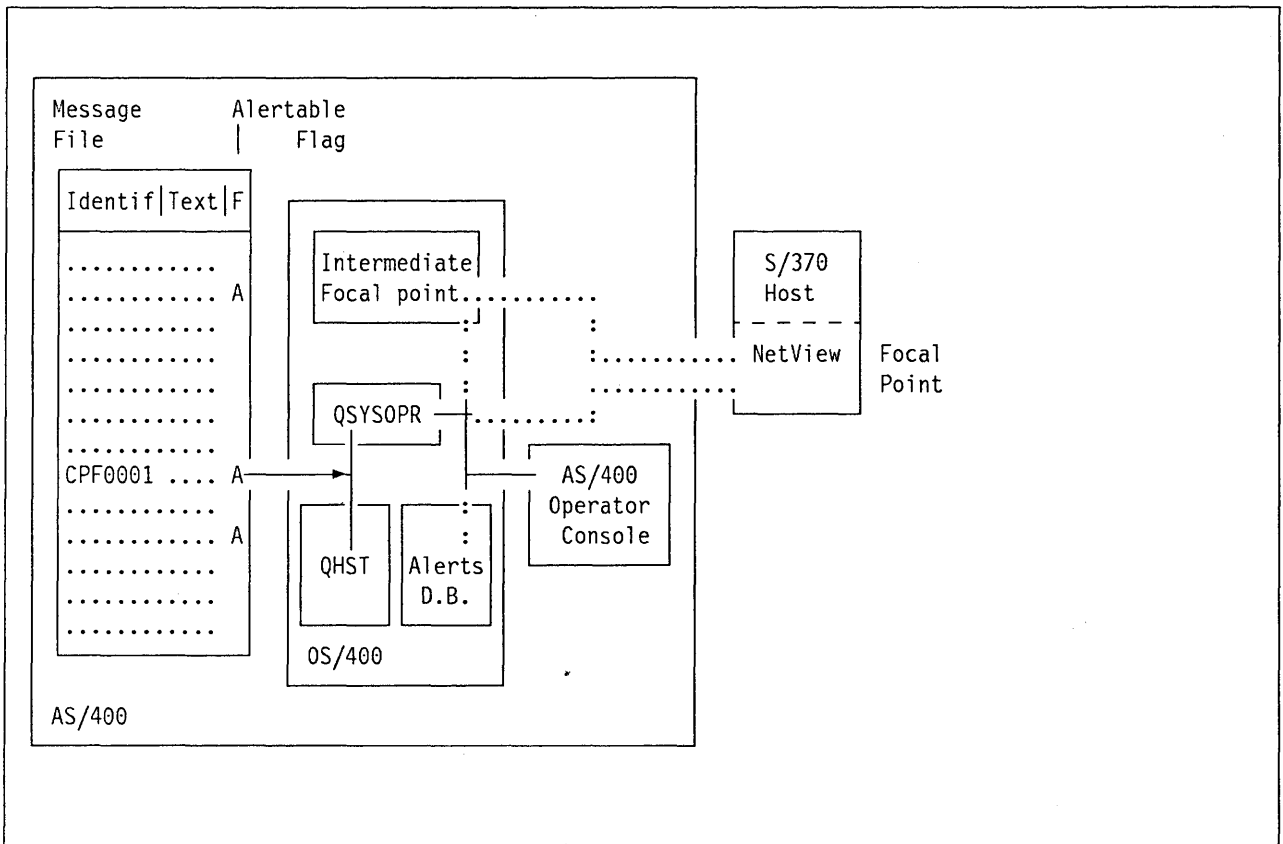 Message Alertable
File | Flag
Identif|Text|F
............
............ A
............
............
............
............
............
CPF0001 .... A
............
............ A
............
............
............
Intermediate
Focal point
QSYSOPR
QHST
Alerts
D.B.
OS/400
AS/400
Operator
Console
AS/400
S/370
Host
NetView
Focal
Point